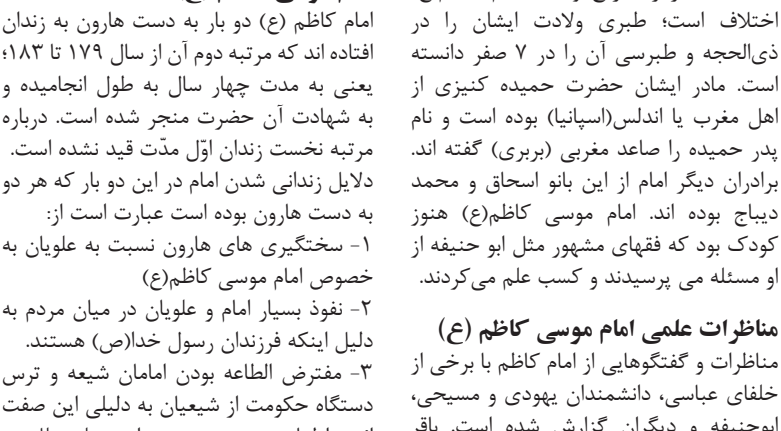 اختلاف است؛ طبری ولادت ایشان را در
ذی‌الحجه و طبرسی آن را در ۷ صفر دانسته
است. مادر ایشان حضرت حمیده کنیزی از
اهل مغرب یا اندلس(اسپانیا) بوده است و نام
پدر حمیده را صاعد مغربی (بربری) گفته اند.
برادران دیگر امام از این بانو اسحاق و محمد
دیباج بوده اند. امام موسی کاظم(ع) هنوز
کودک بود که فقهای مشهور مثل ابو حنیفه از
او مسئله می پرسیدند و کسب علم می‌کردند.
مناظرات علمی امام موسی کاظم (ع)
مناظرات و گفتگوهایی از امام کاظم با برخی از
خلفای عباسی، دانشمندان یهودی و مسیحی،
ابوحنیفه و دیگران گزارش شده است. باقر
امام کاظم (ع) دو بار به دست هارون به زندان
افتاده اند که مرتبه دوم آن از سال ۱۷۹ تا ۱۸۳؛
یعنی به مدت چهار سال به طول انجامیده و
به شهادت آن حضرت منجر شده است. درباره
مرتبه نخست زندان اوّل مدّت قید نشده است.
دلایل زندانی شدن امام در این دو بار که هر دو
به دست هارون بوده است عبارت است از:
۱- سختگیری های هارون نسبت به علویان به
خصوص امام موسی کاظم(ع)
۲- نفوذ بسیار امام و علویان در میان مردم به
دلیل اینکه فرزندان رسول خدا(ص) هستند.
۳- مفترض الطاعه بودن امامان شیعه و ترس
دستگاه حکومت از شیعیان به دلیلی این صفت